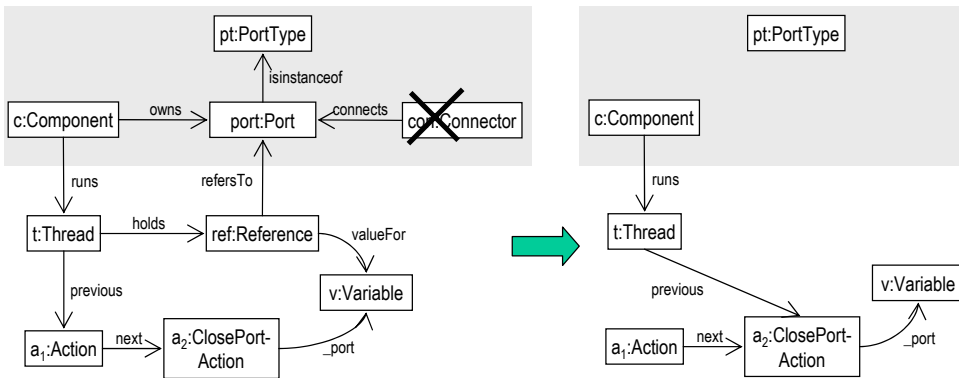 pt:PortType
isinstanceof
c:Component
owns
port:Port
connects
con:Connector
runs
refersTo
t:Thread
holds
ref:Reference
valueFor
v:Variable
previous
a1:Action
next
a2:ClosePort-
Action
_port
pt:PortType
c:Component
runs
t:Thread
previous
v:Variable
a1:Action
next
a2:ClosePort-
Action
_port